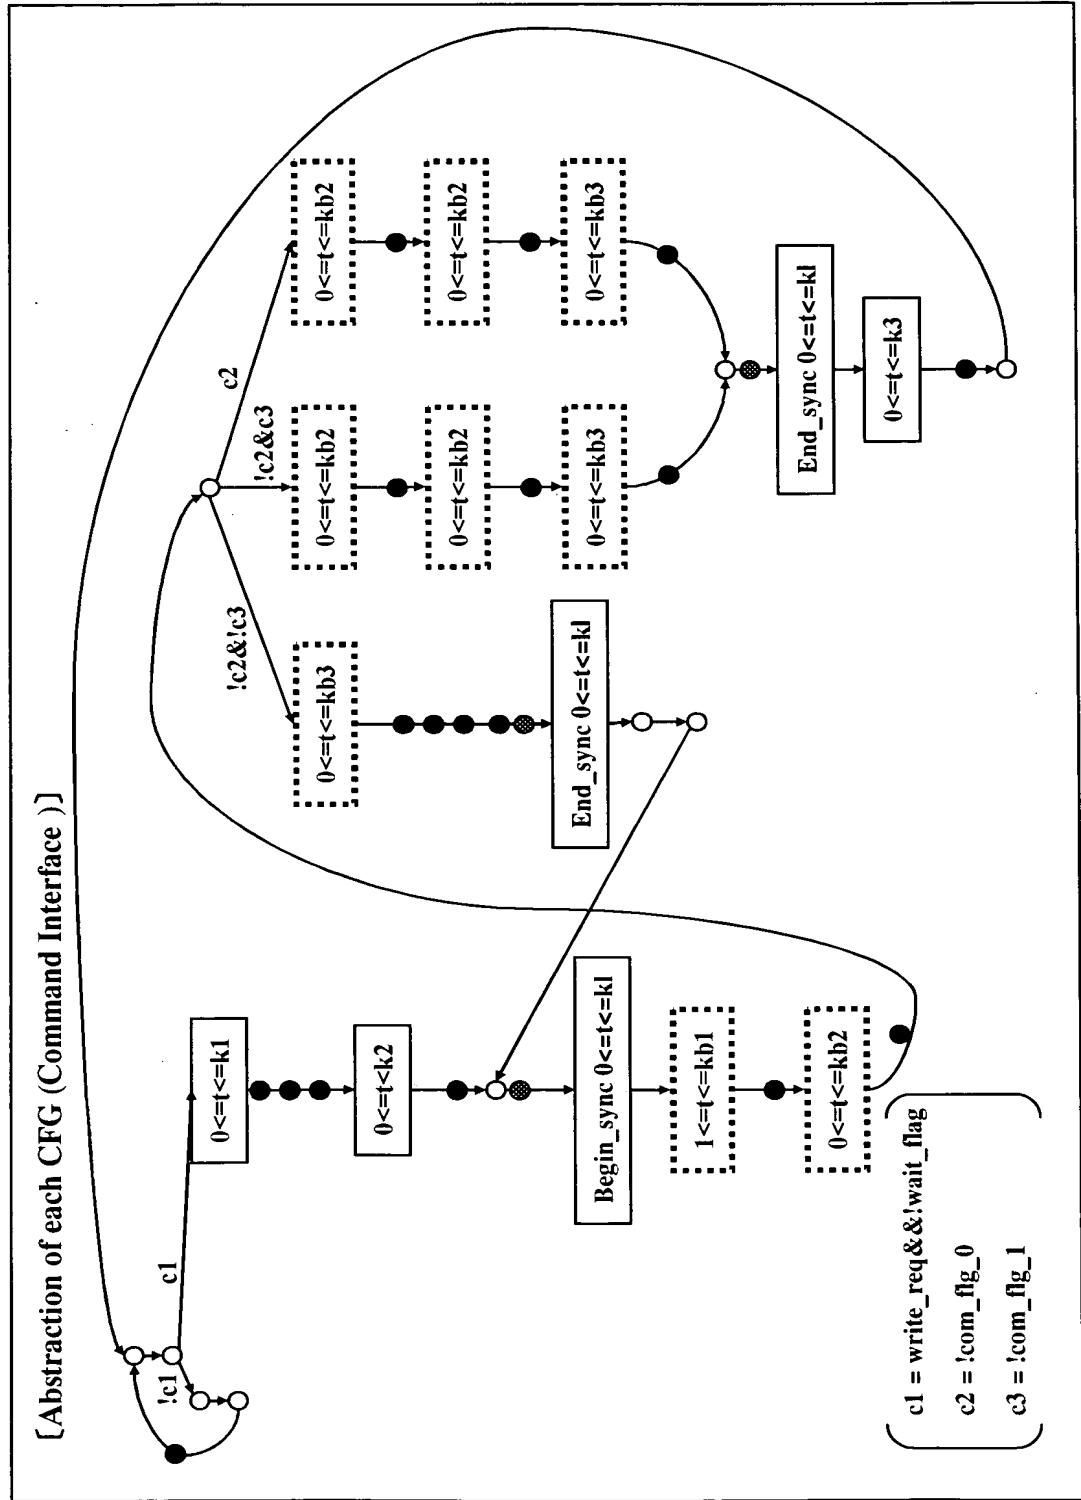 [Abstraction of each CFG (Command Interface )]
!c1
c1
0<=t<=k1
0<=t<k2
Begin_sync 0<=t<=kl
1<=t<=kb1
0<=t<=kb2
!c2&!c3
!c2&c3
c2
0<=t<=kb3
End_sync 0<=t<=kl
0<=t<=kb2
0<=t<=kb2
0<=t<=kb3
0<=t<=kb2
0<=t<=kb2
0<=t<=kb3
End_sync 0<=t<=kl
0<=t<=k3
c1 = write_req&&!wait_flag
c2 = !com_flg_0
c3 = !com_flg_1